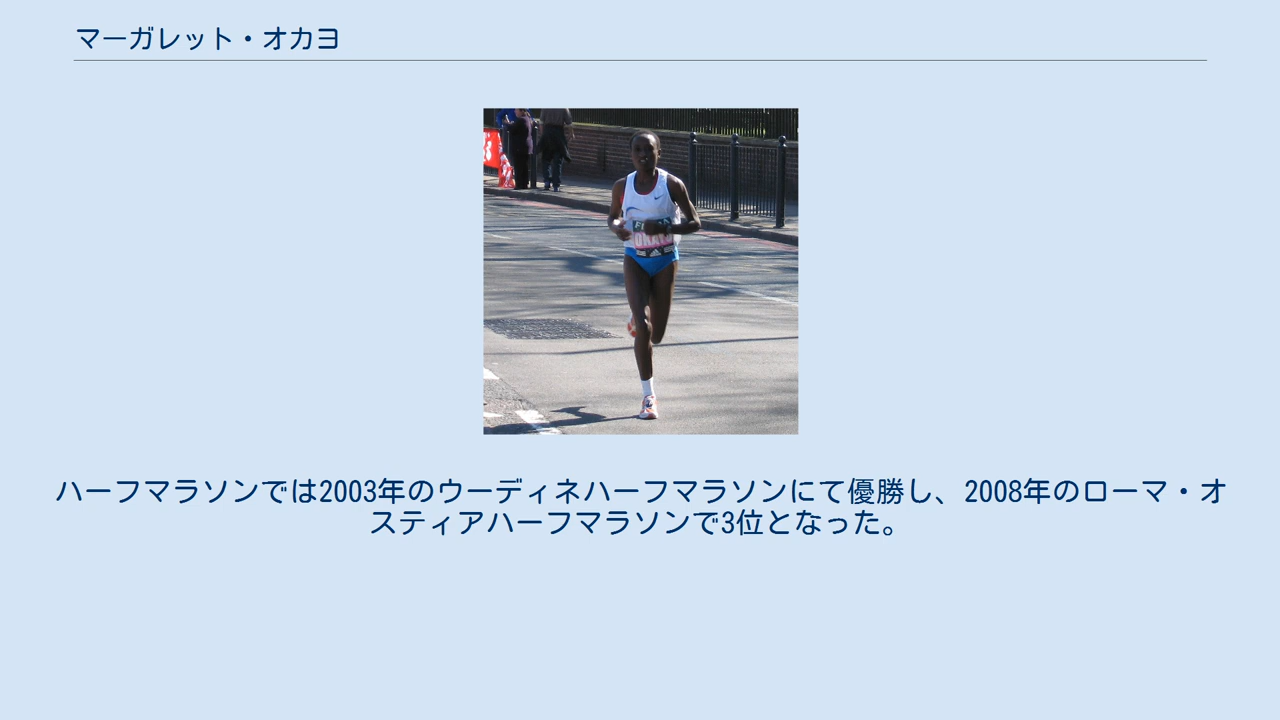 マーガレット・オカヨ
OKAYO
ハーフマラソンでは2003年のウーディネハーフマラソンにて優勝し、2008年のローマ・オ
スティアハーフマラソンで3位となった。